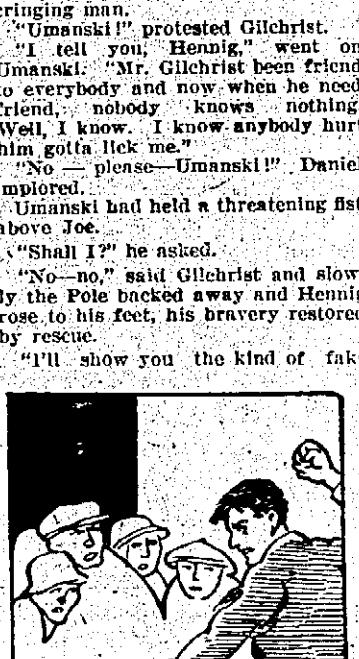 cringing man.
"Umanski!" protested Gilchrist.
"I tell you, Hennig," went on
Umanski. "Mr. Gilchrist been friend
to everybody and now when he need
friend, nobody knows nothing.
Well, I know. I know anybody hurt
him gotta lick me."
"No — please—Umanski!" Daniel
implored.
Umanski had held a threatening fist
above Joe.
"Shall I?" he asked.
"No—no," said Gilchrist and slow-
ly the Pole backed away and Hennig
rose to his feet, his bravery restored
by rescue.
"I'll show you the kind of fak